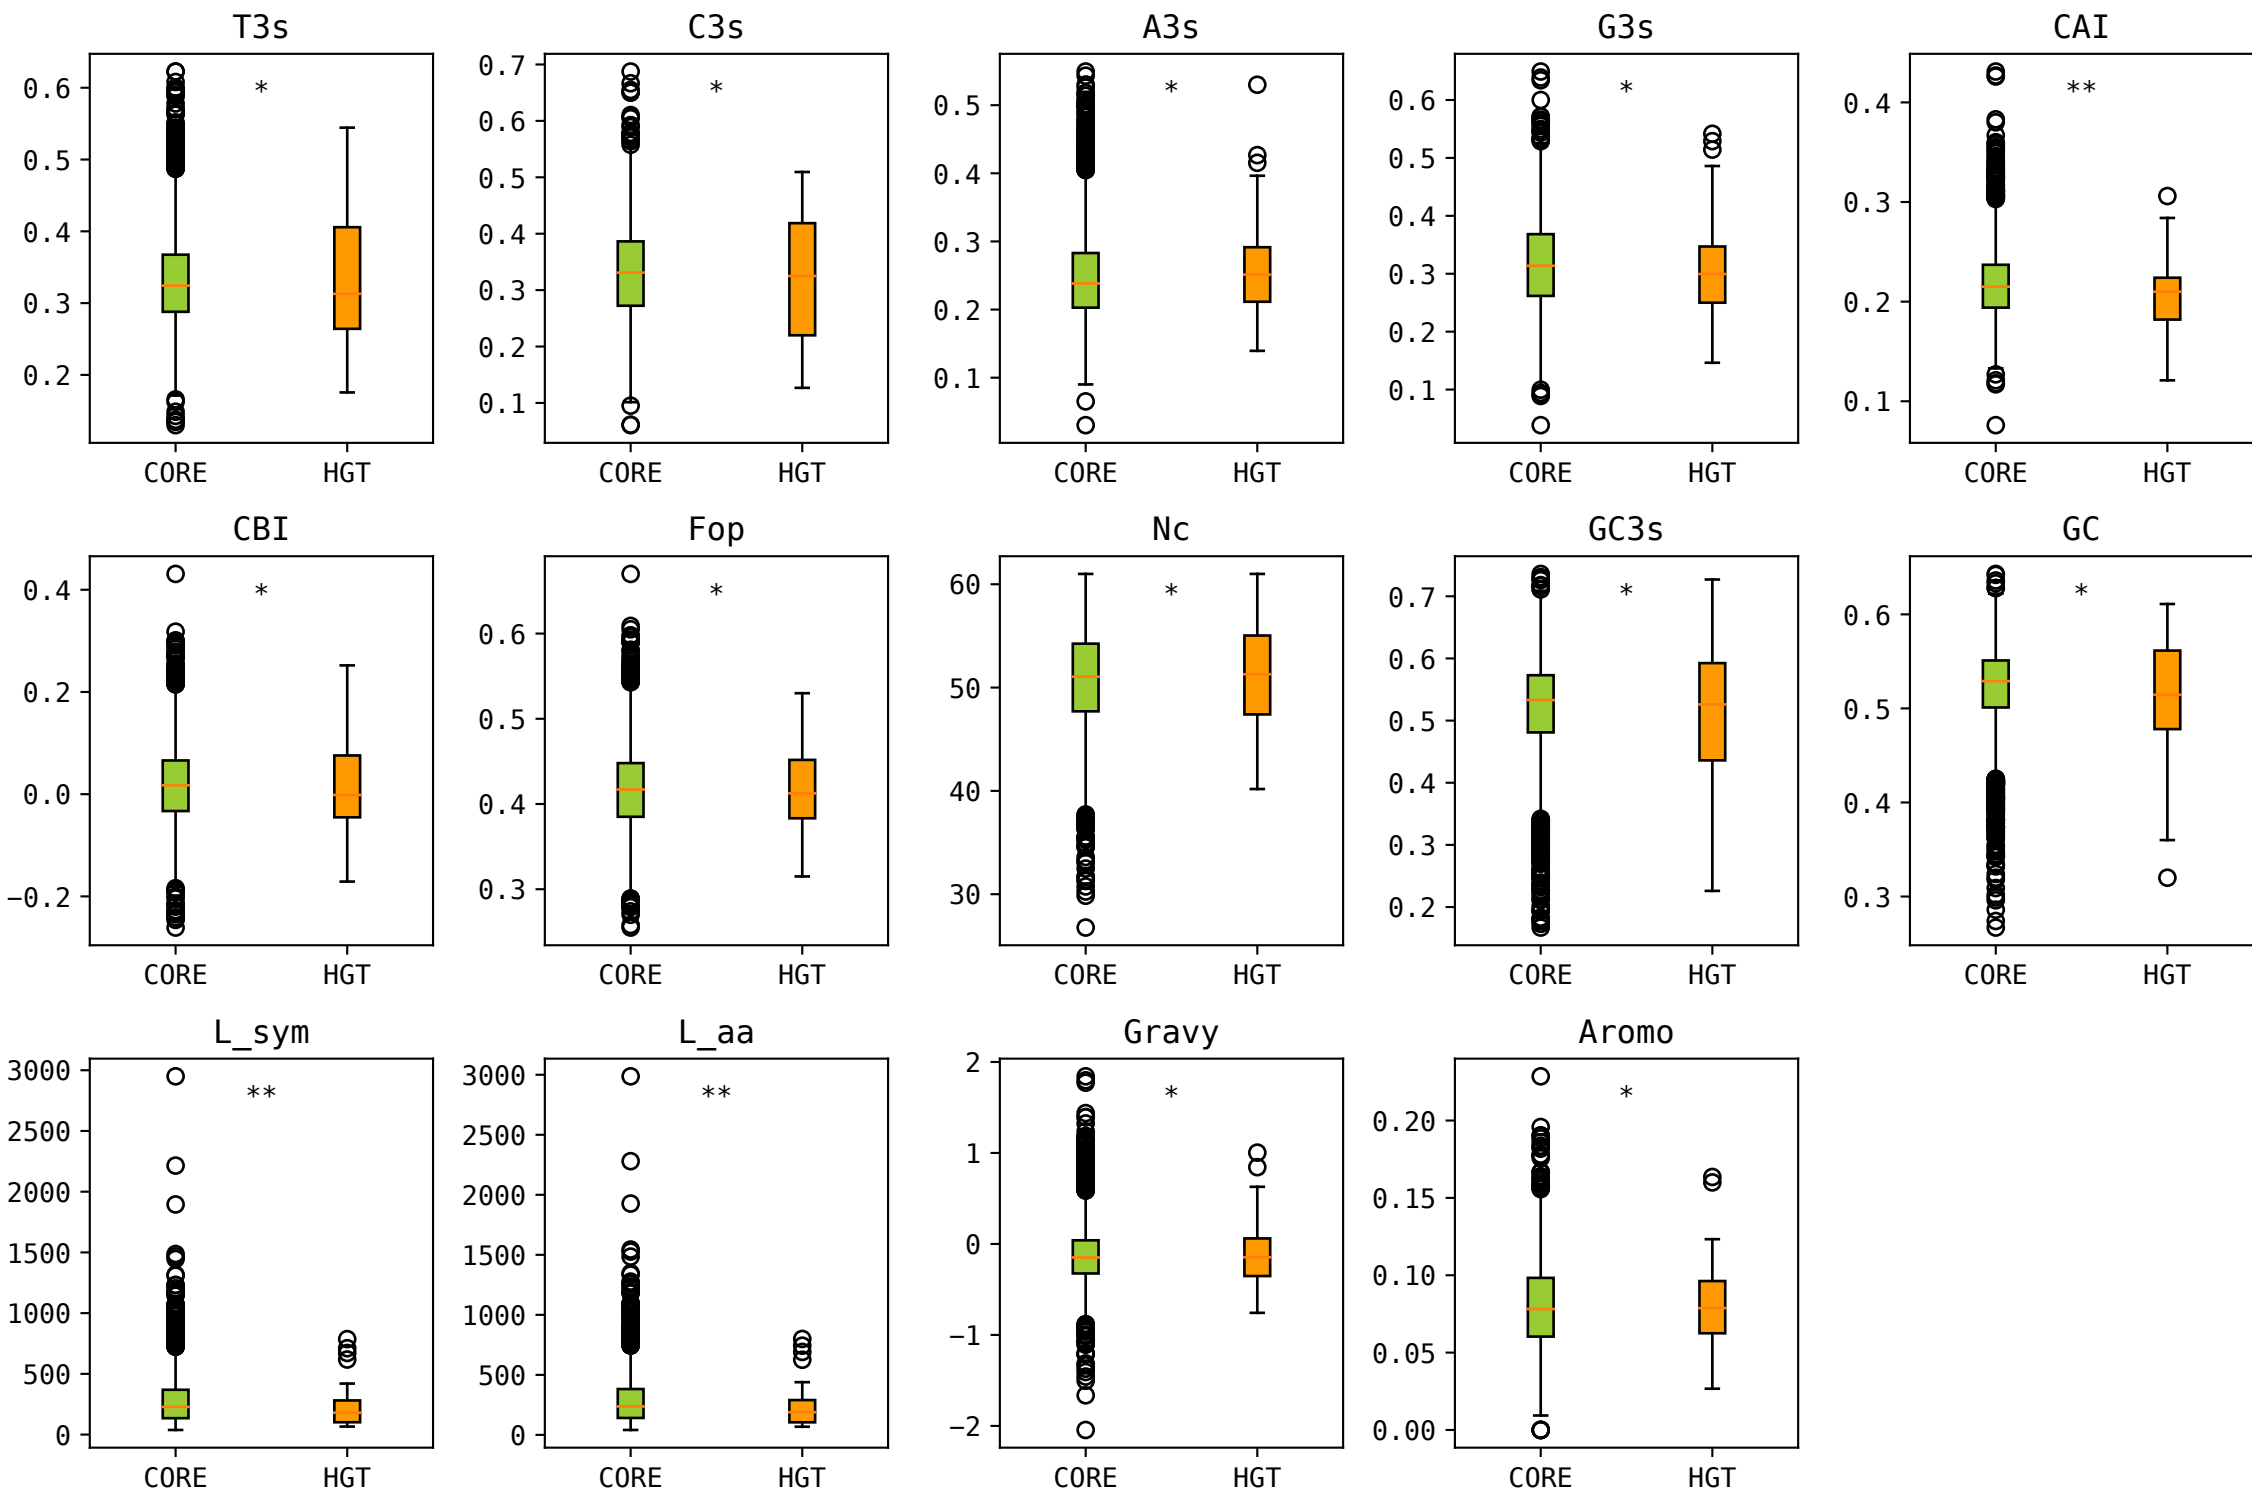 T3s C3s A3s G3s CAI
* * * * **
0.6 0.5 0.4 0.3 0.2
0.7 0.6 0.5 0.4 0.3 0.2 0.1
0.5 0.4 0.3 0.2 0.1
0.6 0.5 0.4 0.3 0.2 0.1
0.4 0.3 0.2 0.1
CORE HGT CORE HGT CORE HGT CORE HGT CORE HGT
CBI Fop Nc GC3s GC
* * * * *
0.4 0.2 0.0 −0.2
0.6 0.5 0.4 0.3
60 50 40 30
0.7 0.6 0.5 0.4 0.3 0.2
0.6 0.5 0.4 0.3
CORE HGT CORE HGT CORE HGT CORE HGT CORE HGT
L_sym L_aa Gravy Aromo
** ** * *
3000 2500 2000 1500 1000 500 0
3000 2500 2000 1500 1000 500 0
2 1 0 −1 −2
0.20 0.15 0.10 0.05 0.00
CORE HGT CORE HGT CORE HGT CORE HGT